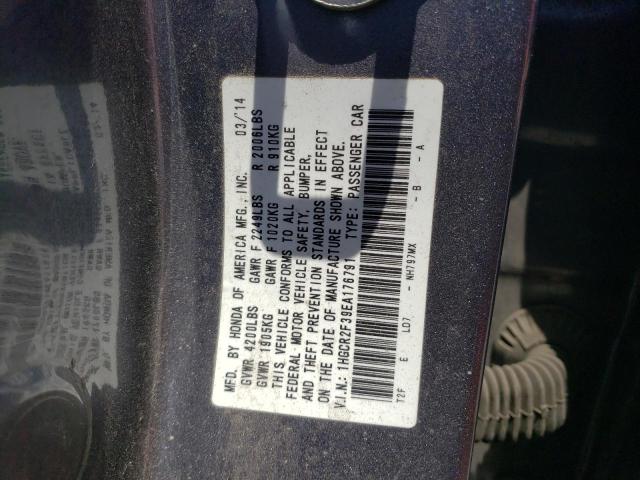 MFD. BY HONDA OF AMERICA MFG.,INC. 03/14
GVWR 4200LBS GAWR F 2249LBS R 2006LBS
GVWR 1905KG GAWR F 1020KG R 910KG
THIS VEHICLE CONFORMS TO ALL APPLICABLE
FEDERAL MOTOR VEHICLE SAFETY, BUMPER,
AND THEFT PREVENTION STANDARDS IN EFFECT
ON THE DATE OF MANUFACTURE SHOWN ABOVE.
V.I.N.: 1HGCR2F39EA176791 TYPE: PASSENGER CAR
T2F E L07 NH797MX - B - A